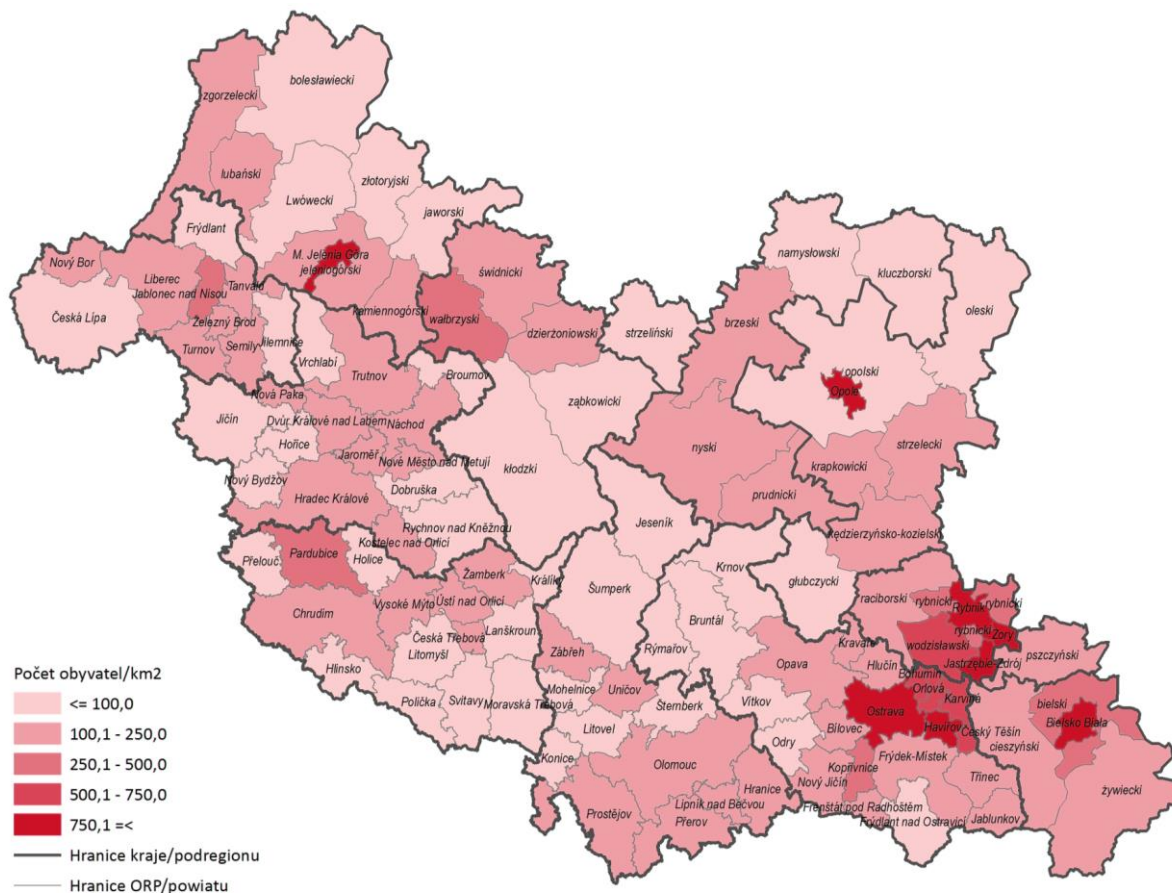 bolesławiecki
zgorzelecki
lubański
złotoryjski
Lwówecki
jaworski
Frýdlant
namysłowski
kluczborski
oleski
Nový Bor
M. Jelenia Góra
jeleniogórski
świdnicki
Liberec
Jablonec nad Nisou
Tanvald
kamiennogórski
wałbrzyski
dzierżoniowski
strzeliński
brzeski
Česká Lípa
Železný Brod
Turnov
Semily
Jilemnice
Vrchlabí
Trutnov
Broumov
opolski
Opole
ząbkowicki
Nová Paka
Jičín
Dvůr Králové nad Labem
Náchod
Hořice
nyski
strzelecki
krapkowicki
Jaroměř
Nové Město nad Metují
kłodzki
Nový Bydžov
Dobruška
Hradec Králové
prudnicki
Rychnov nad Kněžnou
Jeseník
Kostelec nad Orlicí
kędzierzyńsko-kozielski
Pardubice
Přelouč
Holice
Žamberk
Králíky
Šumperk
Krnov
głubczycki
Chrudim
Vysoké Mýto
Ústí nad Orlicí
raciborski
rybnicki
Rybnik
rybnicki
Lanškroun
Bruntál
Česká Třebová
Litomyšl
rybnicki
Żory
wodzisławski
Hlinsko
Zábřeh
Rýmařov
Opava
Kravaře
Hlučín
Jastrzębie-Zdrój
pszczyński
Bohumín
Orlová
Karviná
Polička
Svitavy
Moravská Třebová
Mohelnice
Uničov
Šternberk
Vítkov
Ostrava
Havířov
Český Těšín
cieszyński
bielski
Bielsko Biała
Litovel
Odry
Bílovec
Konice
Olomouc
Kopřivnice
Frýdek-Místek
Nový Jičín
Třinec
żywiecki
Prostějov
Lipník nad Bečvou
Hranice
Přerov
Frenštát pod Radhoštěm
Frýdlant nad Ostravicí
Jablunkov
Počet obyvatel/km2
<= 100,0
100,1 - 250,0
250,1 - 500,0
500,1 - 750,0
750,1 =<
Hranice kraje/podregionu
Hranice ORP/powiatu